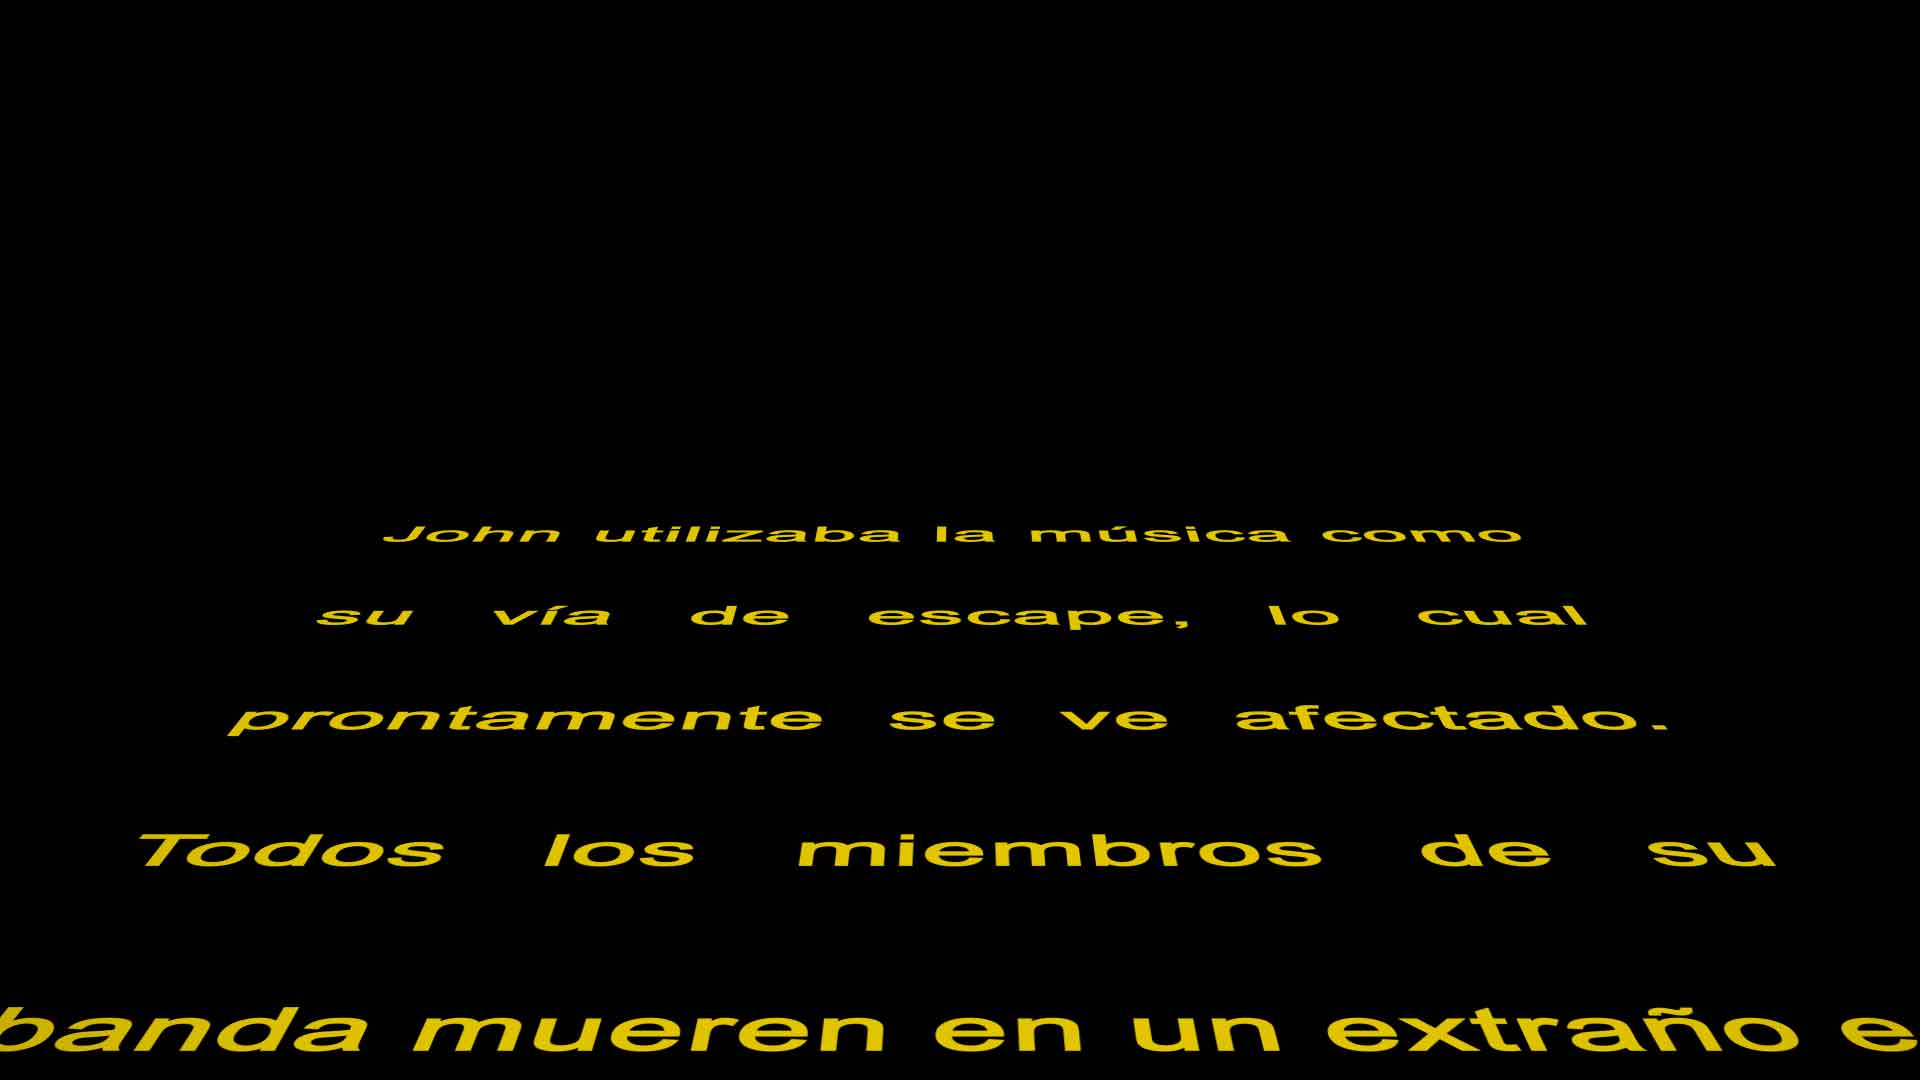 John utilizaba la música como
su vía de escape, lo cual
prontamente se ve afectado.
Todos los miembros de su
banda mueren en un extraño e